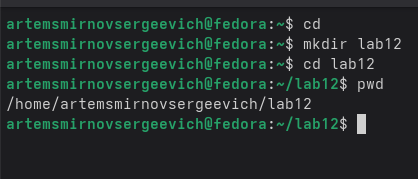 artemsmirnovsergeevich@fedora:~$ cd
artemsmirnovsergeevich@fedora:~$ mkdir lab12
artemsmirnovsergeevich@fedora:~$ cd lab12
artemsmirnovsergeevich@fedora:~/lab12$ pwd
/home/artemsmirnovsergeevich/lab12
artemsmirnovsergeevich@fedora:~/lab12$